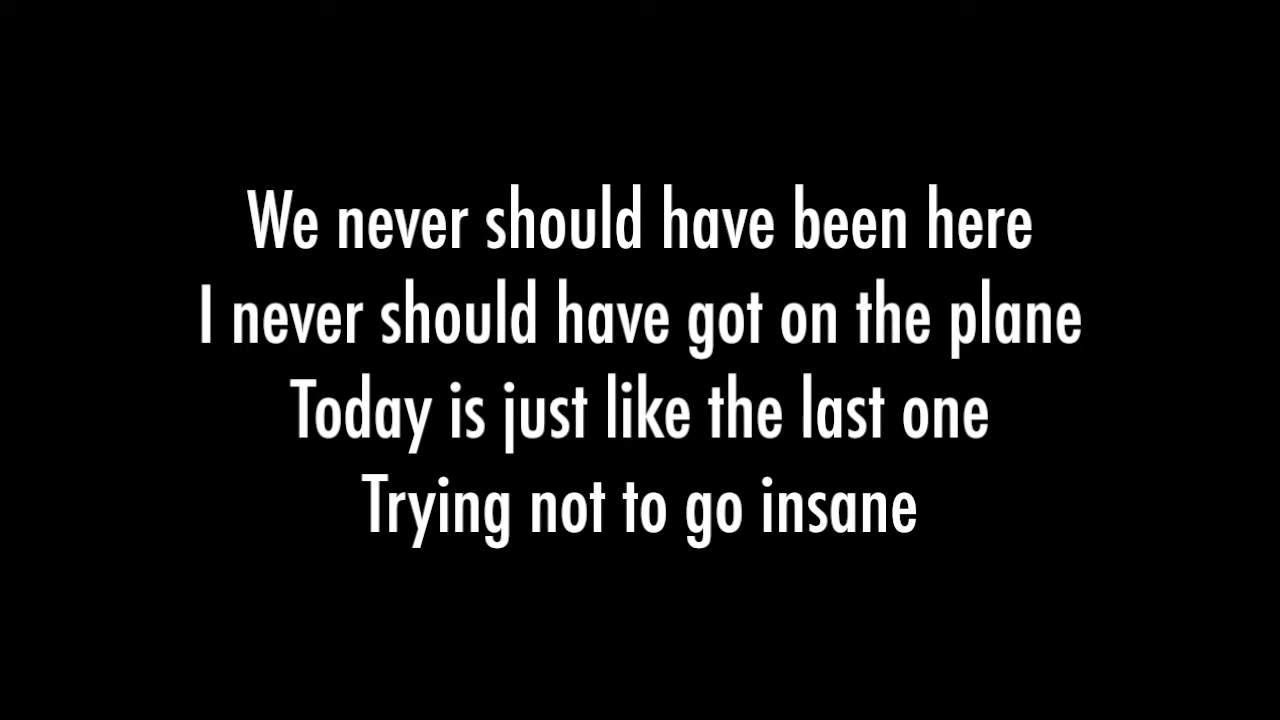 We never should have been here
I never should have got on the plane
Today is just like the last one
Trying not to go insane